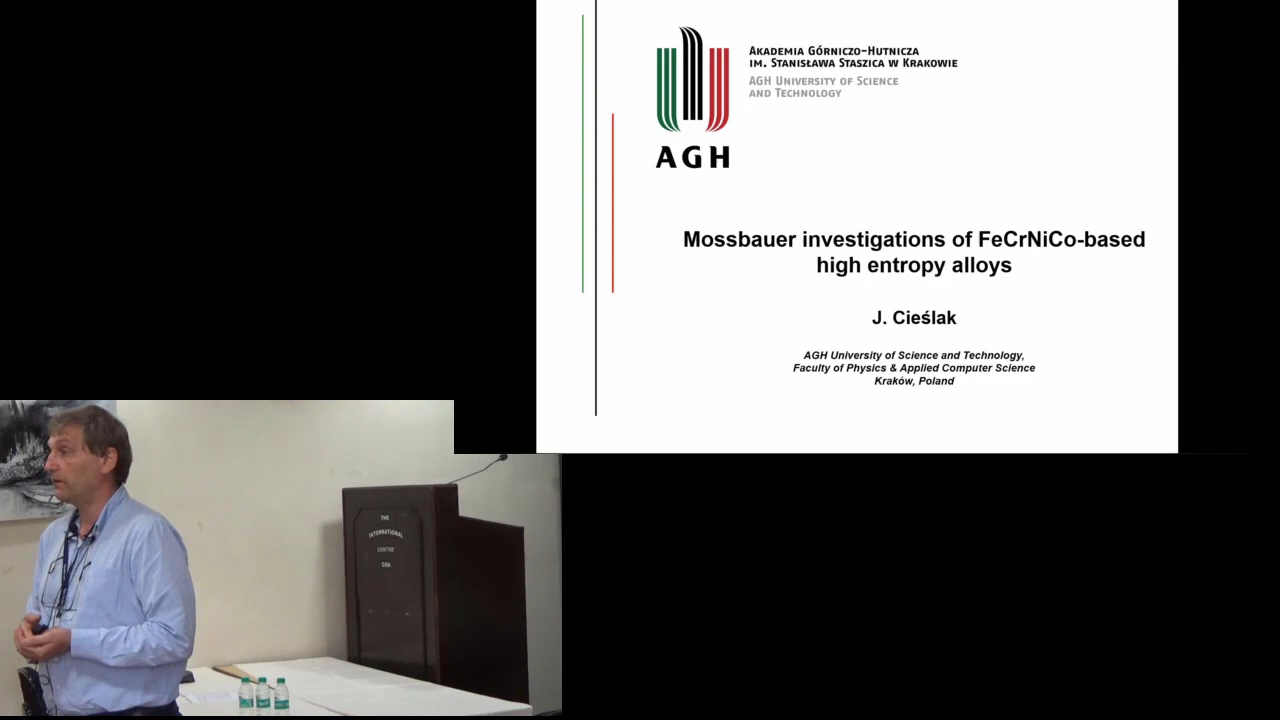 AKADEMIA GÓRNICZO-HUTNICZA
IM. STANISŁAWA STASZICA W KRAKOWIE
AGH UNIVERSITY OF SCIENCE
AND TECHNOLOGY
AGH
Mossbauer investigations of FeCrNiCo-based
high entropy alloys
J. Cieślak
AGH University of Science and Technology,
Faculty of Physics & Applied Computer Science
Kraków, Poland
THE
INTERNATIONAL
CENTRE
GOA